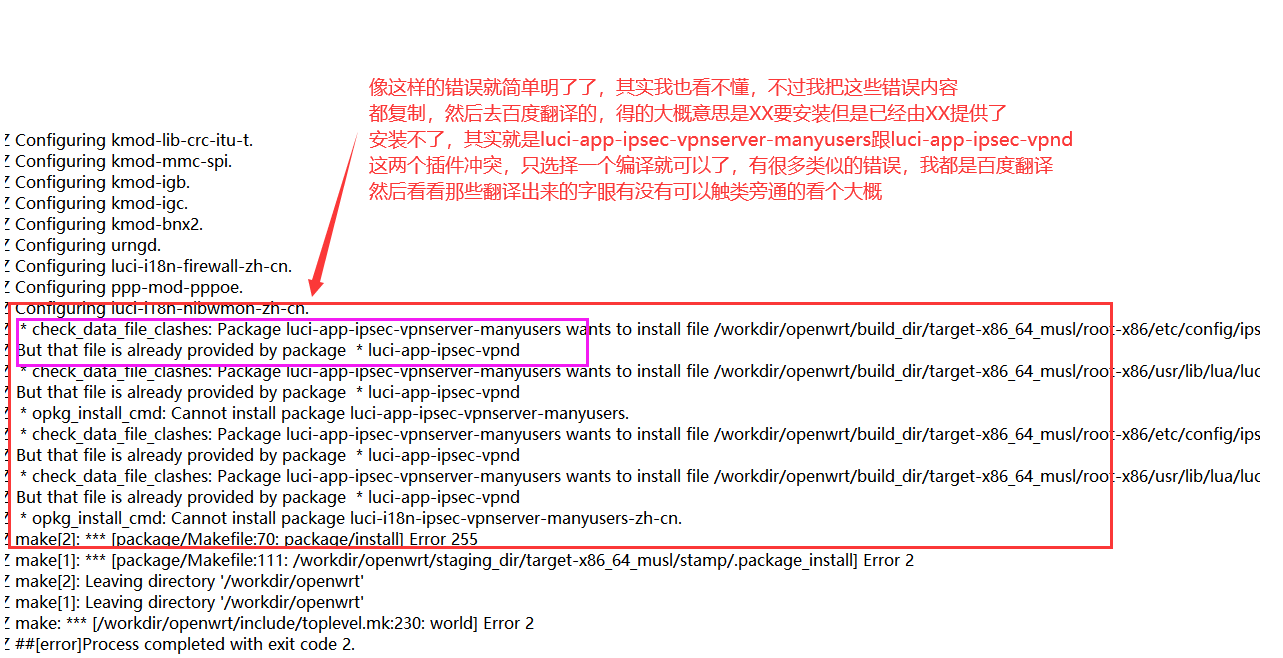 像这样的错误就简单明了了，其实我也看不懂，不过我把这些错误内容
都复制，然后去百度翻译的，得的大概意思是XX要安装但是已经由XX提供了
安装不了，其实就是luci-app-ipsec-vpnserver-manyusers跟luci-app-ipsec-vpnd
这两个插件冲突，只选择一个编译就可以了，有很多类似的错误，我都是百度翻译
然后看看那些翻译出来的字眼有没有可以触类旁通的看个大概
Z Configuring kmod-lib-crc-itu-t.
Z Configuring kmod-mmc-spi.
Z Configuring kmod-igb.
Z Configuring kmod-igc.
Z Configuring kmod-bnx2.
Z Configuring urngd.
Z Configuring luci-i18n-firewall-zh-cn.
Z Configuring ppp-mod-pppoe.
Z Configuring luci-i18n-nlbwmon-zh-cn.
Z * check_data_file_clashes: Package luci-app-ipsec-vpnserver-manyusers wants to install file /workdir/openwrt/build_dir/target-x86_64_musl/root-x86/etc/config/ips
Z But that file is already provided by package * luci-app-ipsec-vpnd
Z * check_data_file_clashes: Package luci-app-ipsec-vpnserver-manyusers wants to install file /workdir/openwrt/build_dir/target-x86_64_musl/root-x86/usr/lib/lua/luc
Z But that file is already provided by package * luci-app-ipsec-vpnd
Z * opkg_install_cmd: Cannot install package luci-app-ipsec-vpnserver-manyusers.
Z * check_data_file_clashes: Package luci-app-ipsec-vpnserver-manyusers wants to install file /workdir/openwrt/build_dir/target-x86_64_musl/root-x86/etc/config/ips
Z But that file is already provided by package * luci-app-ipsec-vpnd
Z * check_data_file_clashes: Package luci-app-ipsec-vpnserver-manyusers wants to install file /workdir/openwrt/build_dir/target-x86_64_musl/root-x86/usr/lib/lua/luc
Z But that file is already provided by package * luci-app-ipsec-vpnd
Z * opkg_install_cmd: Cannot install package luci-i18n-ipsec-vpnserver-manyusers-zh-cn.
Z make[2]: *** [package/Makefile:70: package/install] Error 255
Z make[1]: *** [package/Makefile:111: /workdir/openwrt/staging_dir/target-x86_64_musl/stamp/.package_install] Error 2
Z make[2]: Leaving directory '/workdir/openwrt'
Z make[1]: Leaving directory '/workdir/openwrt'
Z make: *** [/workdir/openwrt/include/toplevel.mk:230: world] Error 2
Z ##[error]Process completed with exit code 2.